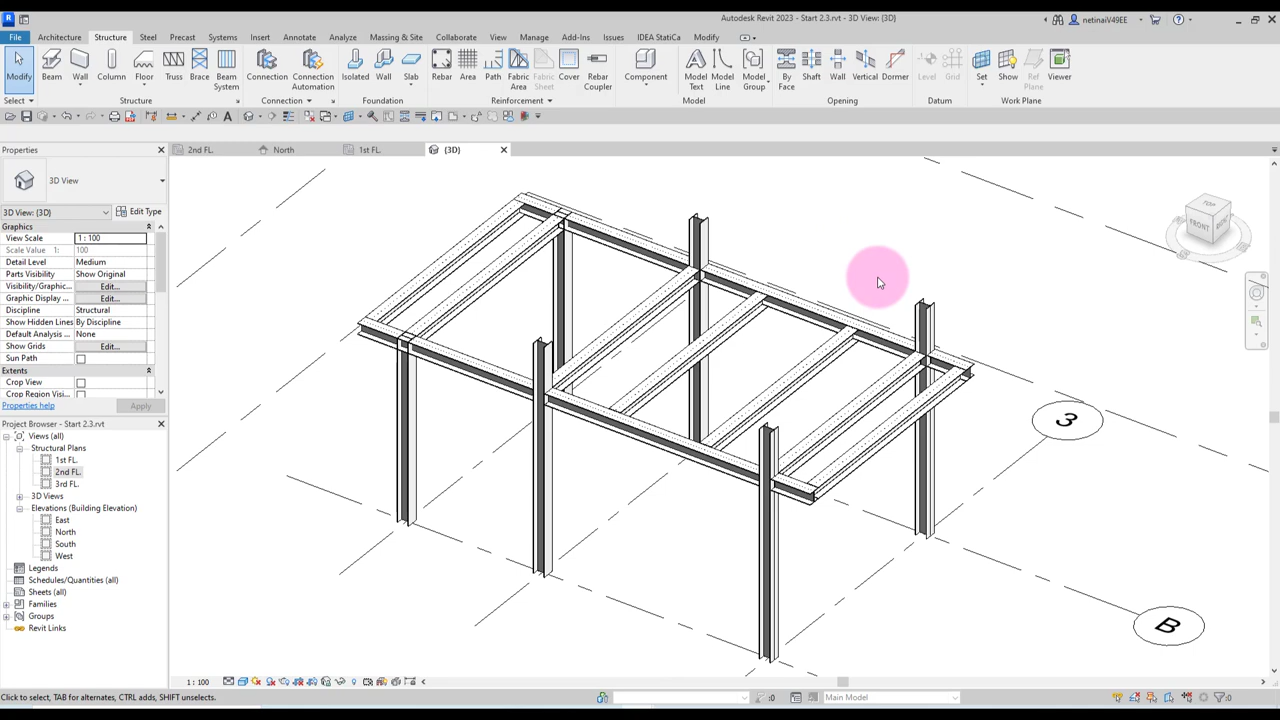 Autodesk Revit 2023 - Start 2.3.rvt - 3D View: {3D}
netinaiV49EE
File Architecture Structure Steel Precast Systems Insert Annotate Analyze Massing & Site Collaborate View Manage Add-Ins Issues IDEA StatiCa Modify
Modify Beam Wall Column Floor Truss Brace Beam System Connection Connection Automation Isolated Wall Slab Rebar Area Path Fabric Area Fabric Sheet Cover Rebar Coupler Component Model Text Model Line Model Group By Face Shaft Wall Vertical Dormer Level Grid Set Show Ref Plane Viewer
Select Structure Connection Foundation Reinforcement Model Opening Datum Work Plane
Properties
2nd FL. North 1st FL. {3D}
3D View
3D View: {3D} Edit Type
Graphics
View Scale 1 : 100
Scale Value 1: 100
Detail Level Medium
Parts Visibility Show Original
Visibility/Graphic... Edit...
Graphic Display ... Edit...
Discipline Structural
Show Hidden Lines By Discipline
Default Analysis ... None
Show Grids Edit...
Sun Path
Extents
Crop View
Crop Region Visi...
Properties help Apply
Project Browser - Start 2.3.rvt
Views (all)
Structural Plans
1st FL.
2nd FL.
3rd FL.
3D Views
Elevations (Building Elevation)
East
North
South
West
Legends
Schedules/Quantities (all)
Sheets (all)
Families
Groups
Revit Links
TOP
FRONT
3
B
1 : 100
Click to select, TAB for alternates, CTRL adds, SHIFT unselects.
:0
Main Model
:0